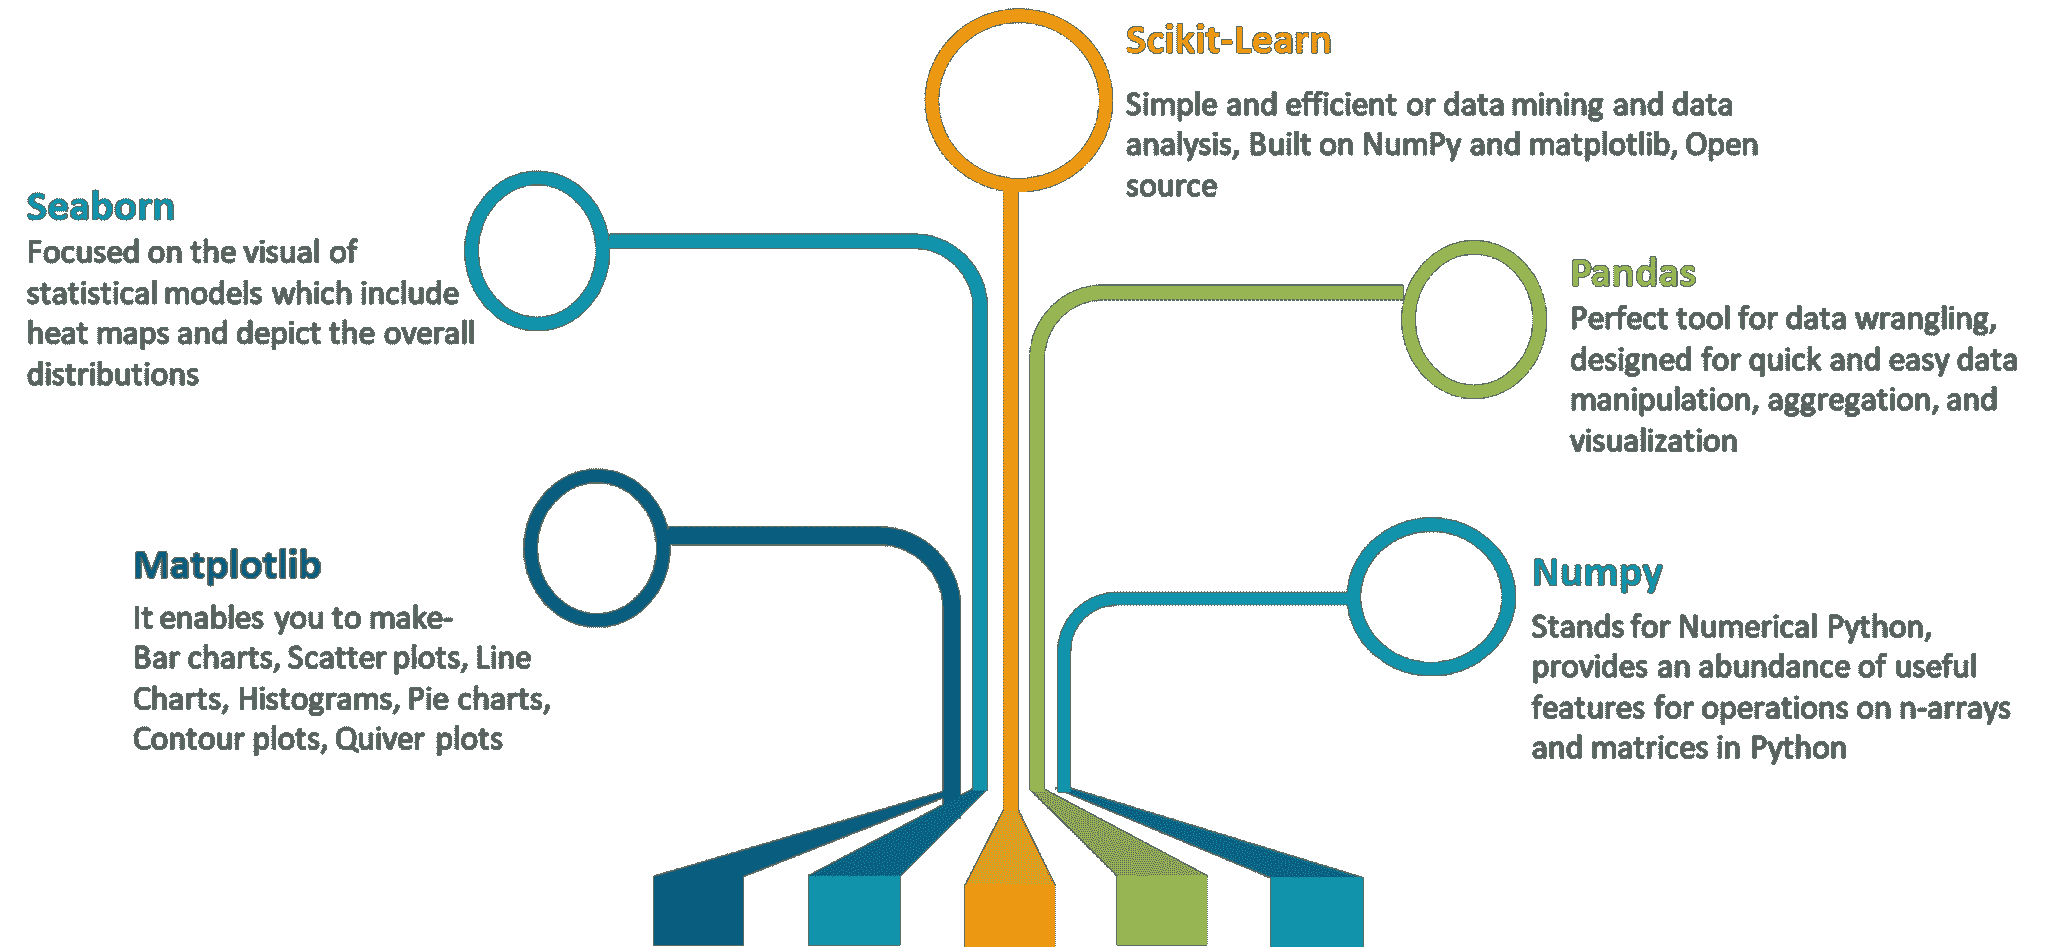 Scikit-Learn
Simple and efficient or data mining and data
analysis, Built on NumPy and matplotlib, Open
source
Seaborn
Focused on the visual of
statistical models which include
heat maps and depict the overall
distributions
Pandas
Perfect tool for data wrangling,
designed for quick and easy data
manipulation, aggregation, and
visualization
Matplotlib
It enables you to make-
Bar charts, Scatter plots, Line
Charts, Histograms, Pie charts,
Contour plots, Quiver plots
Numpy
Stands for Numerical Python,
provides an abundance of useful
features for operations on n-arrays
and matrices in Python